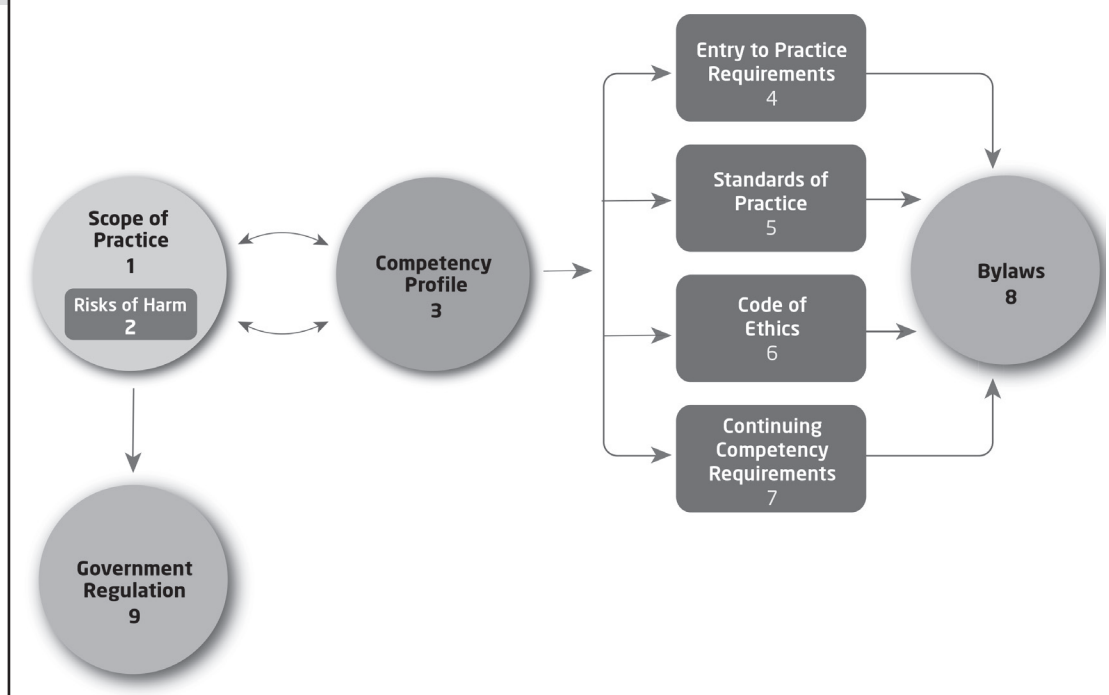 Scope of
Practice
1
Risks of Harm
2
Competency
Profile
3
Entry to Practice
Requirements
4
Standards of
Practice
5
Code of
Ethics
6
Continuing
Competency
Requirements
7
Bylaws
8
Government
Regulation
9